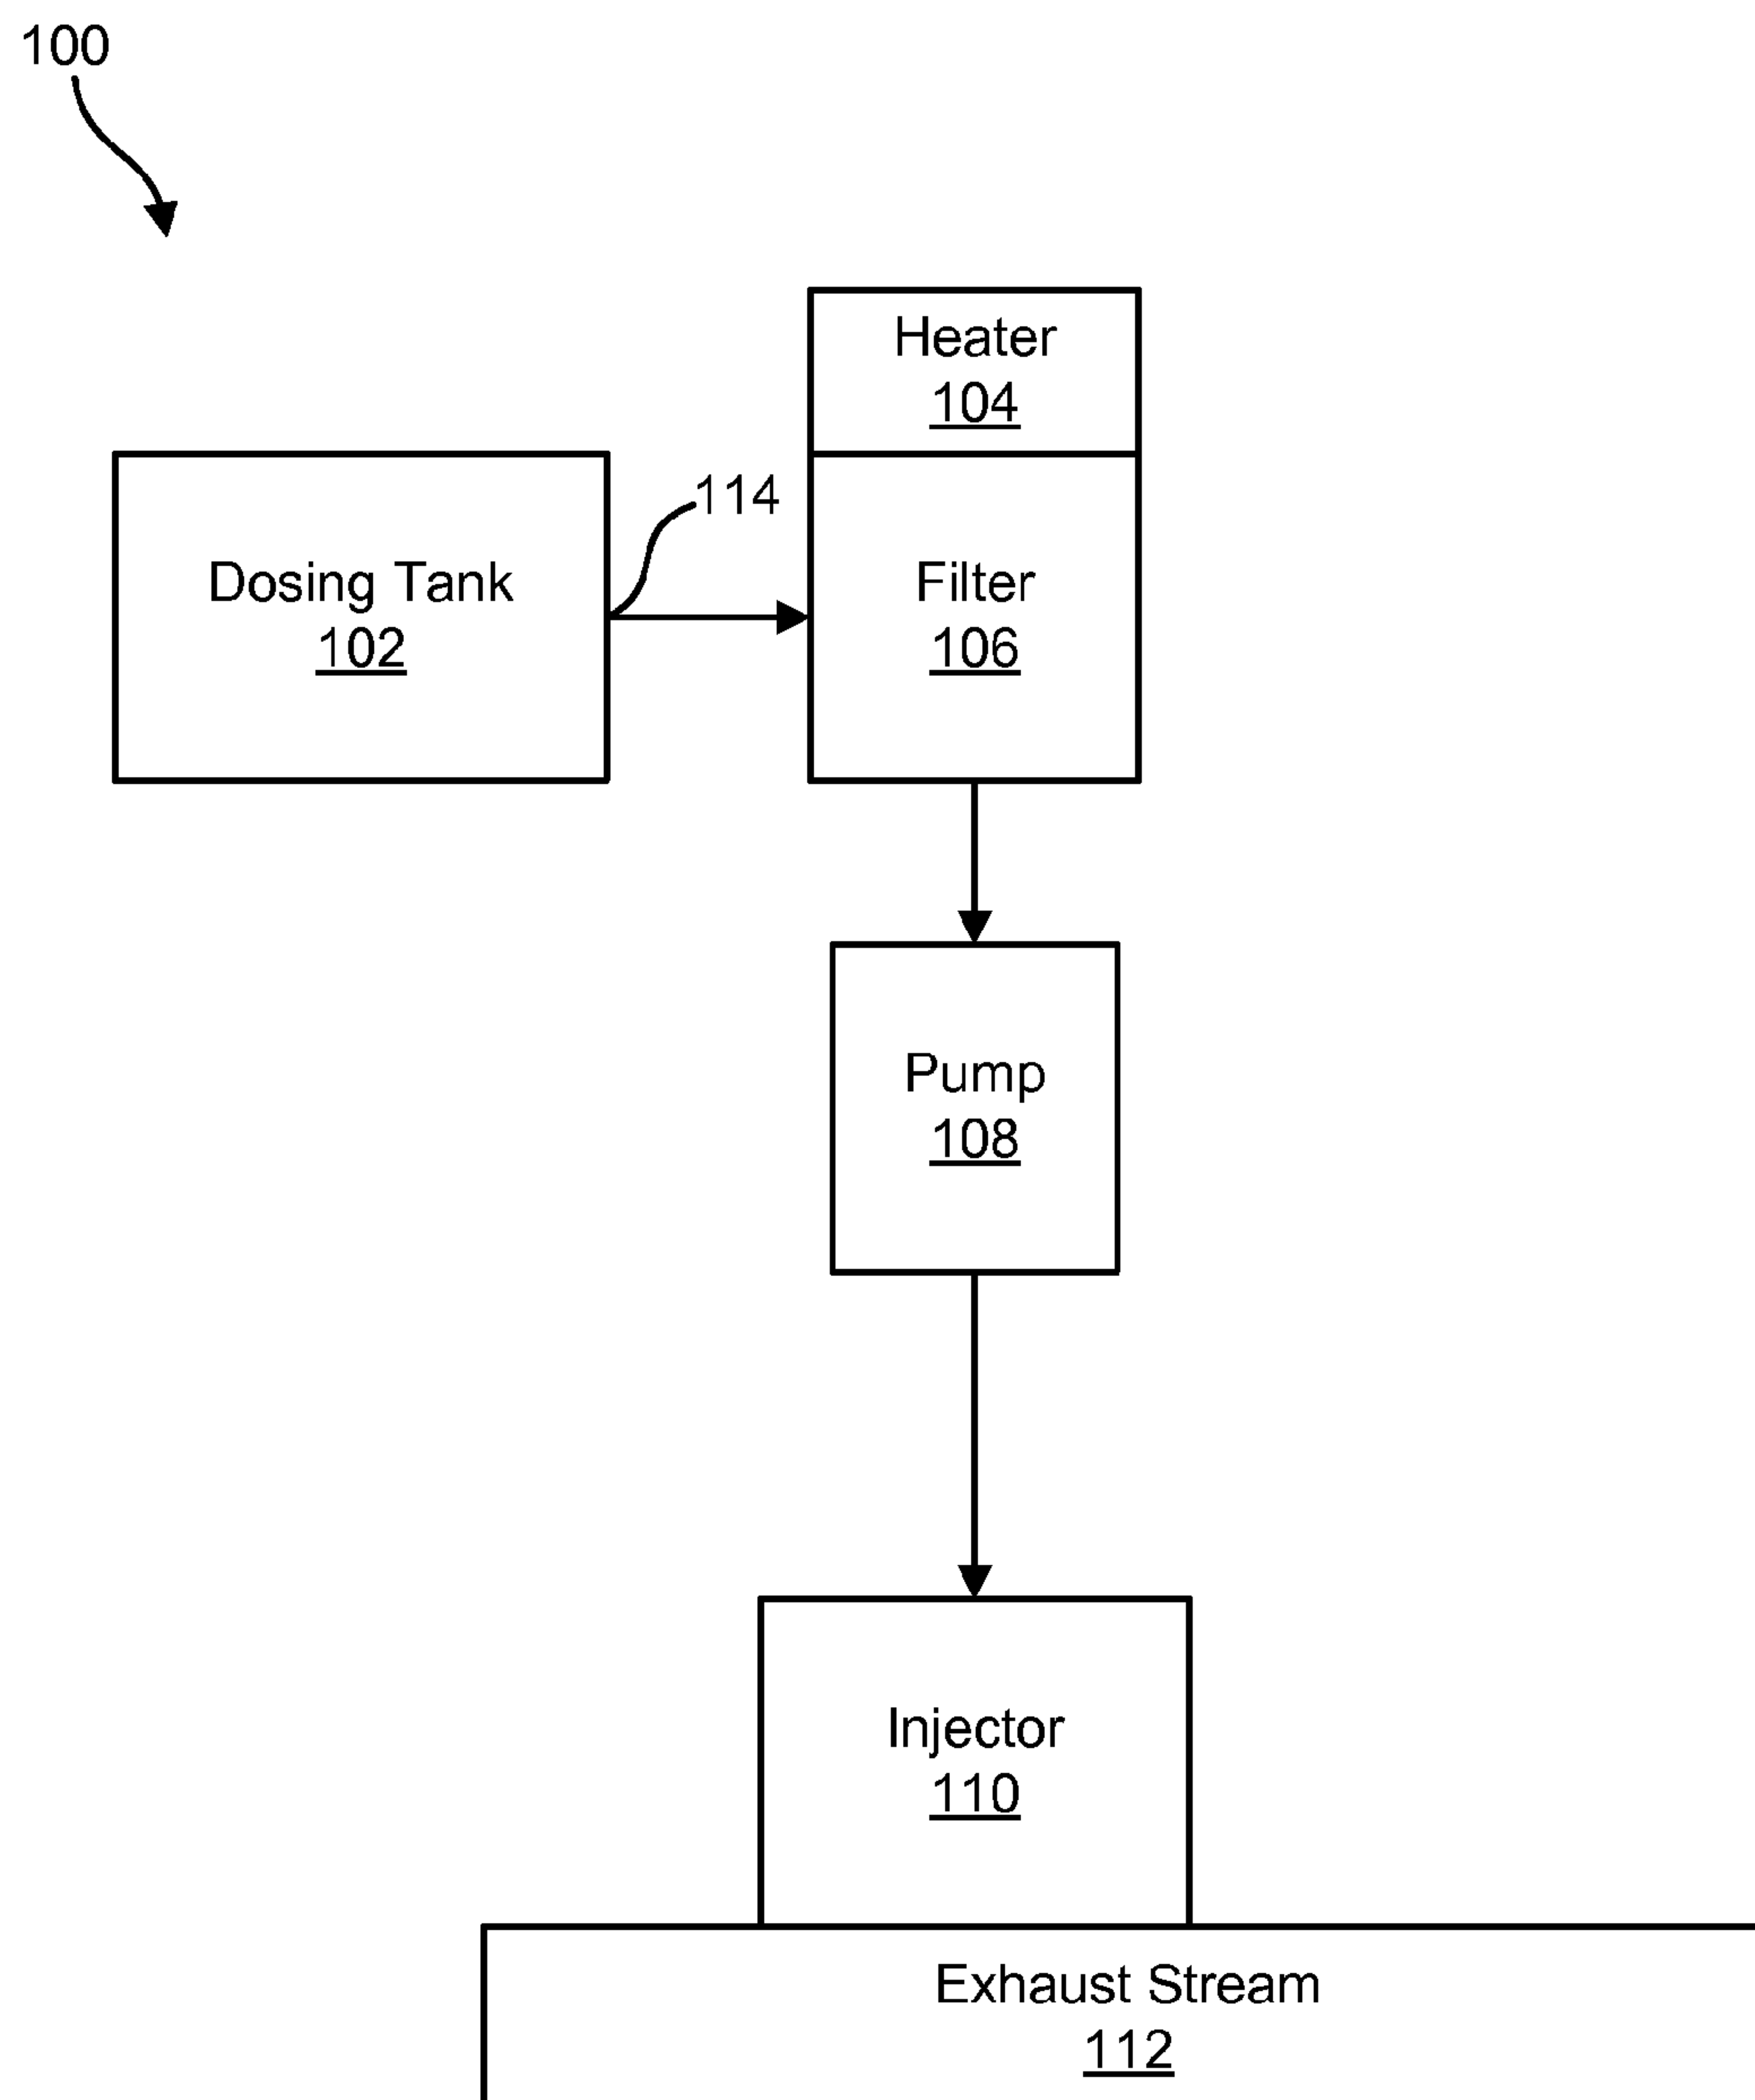 100
Heater
104
114
Dosing Tank
102
Filter
106
Pump
108
Injector
110
Exhaust Stream
112